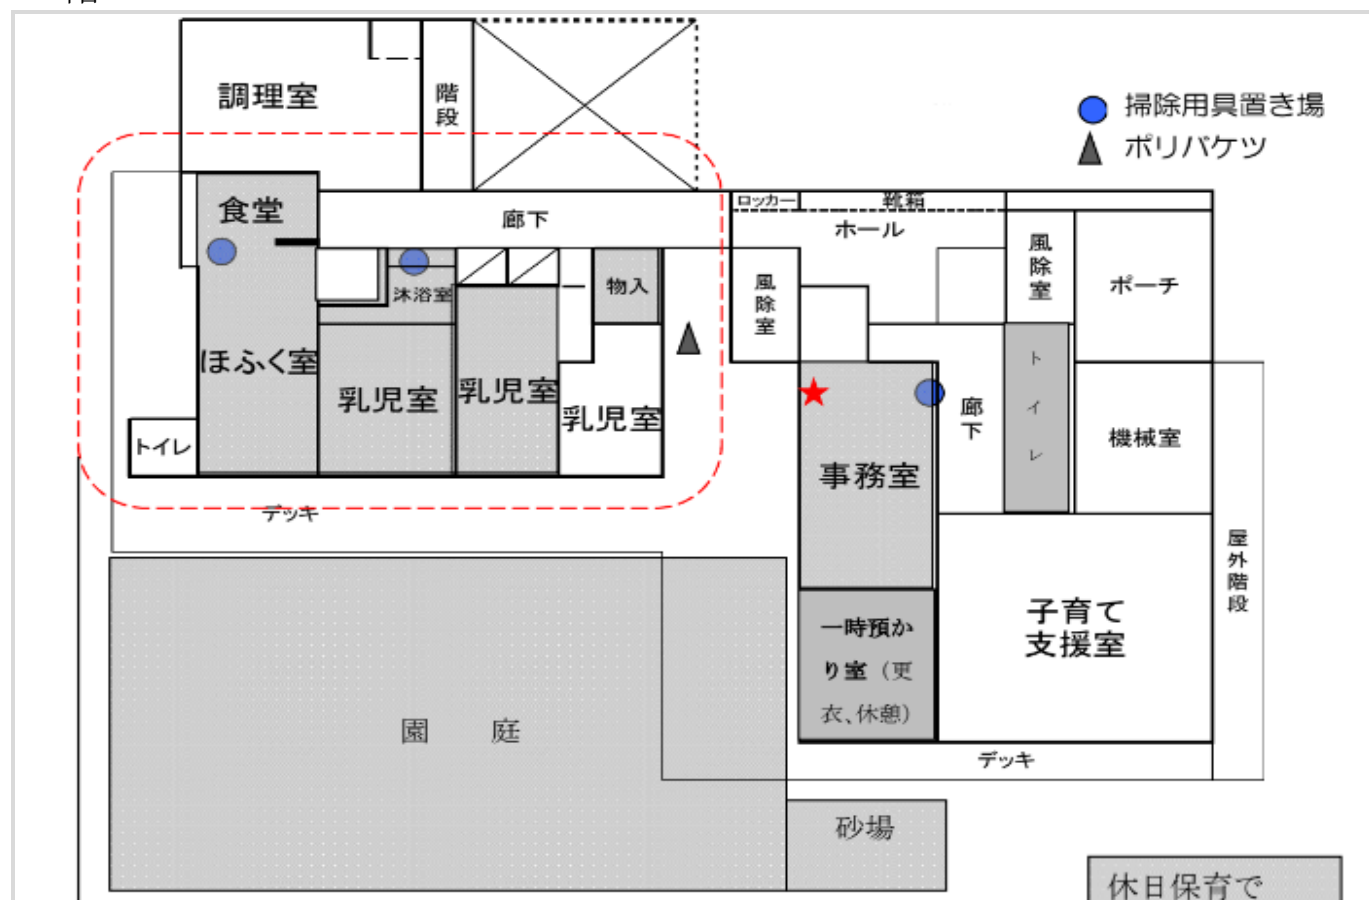 調理室
階
段
掃除用具置き場
ポリバケツ
食堂
廊下
ロッカー
靴箱
ホール
風
除
室
ポーチ
風
除
室
物入
沐浴室
ほふく室
乳児室
乳児室
乳児室
トイレ
廊
下
ト
イ
レ
機械室
事務室
デッキ
屋
外
階
段
子育て
支援室
一時預か
り室（更
衣、休憩）
園 庭
デッキ
砂場
休日保育で